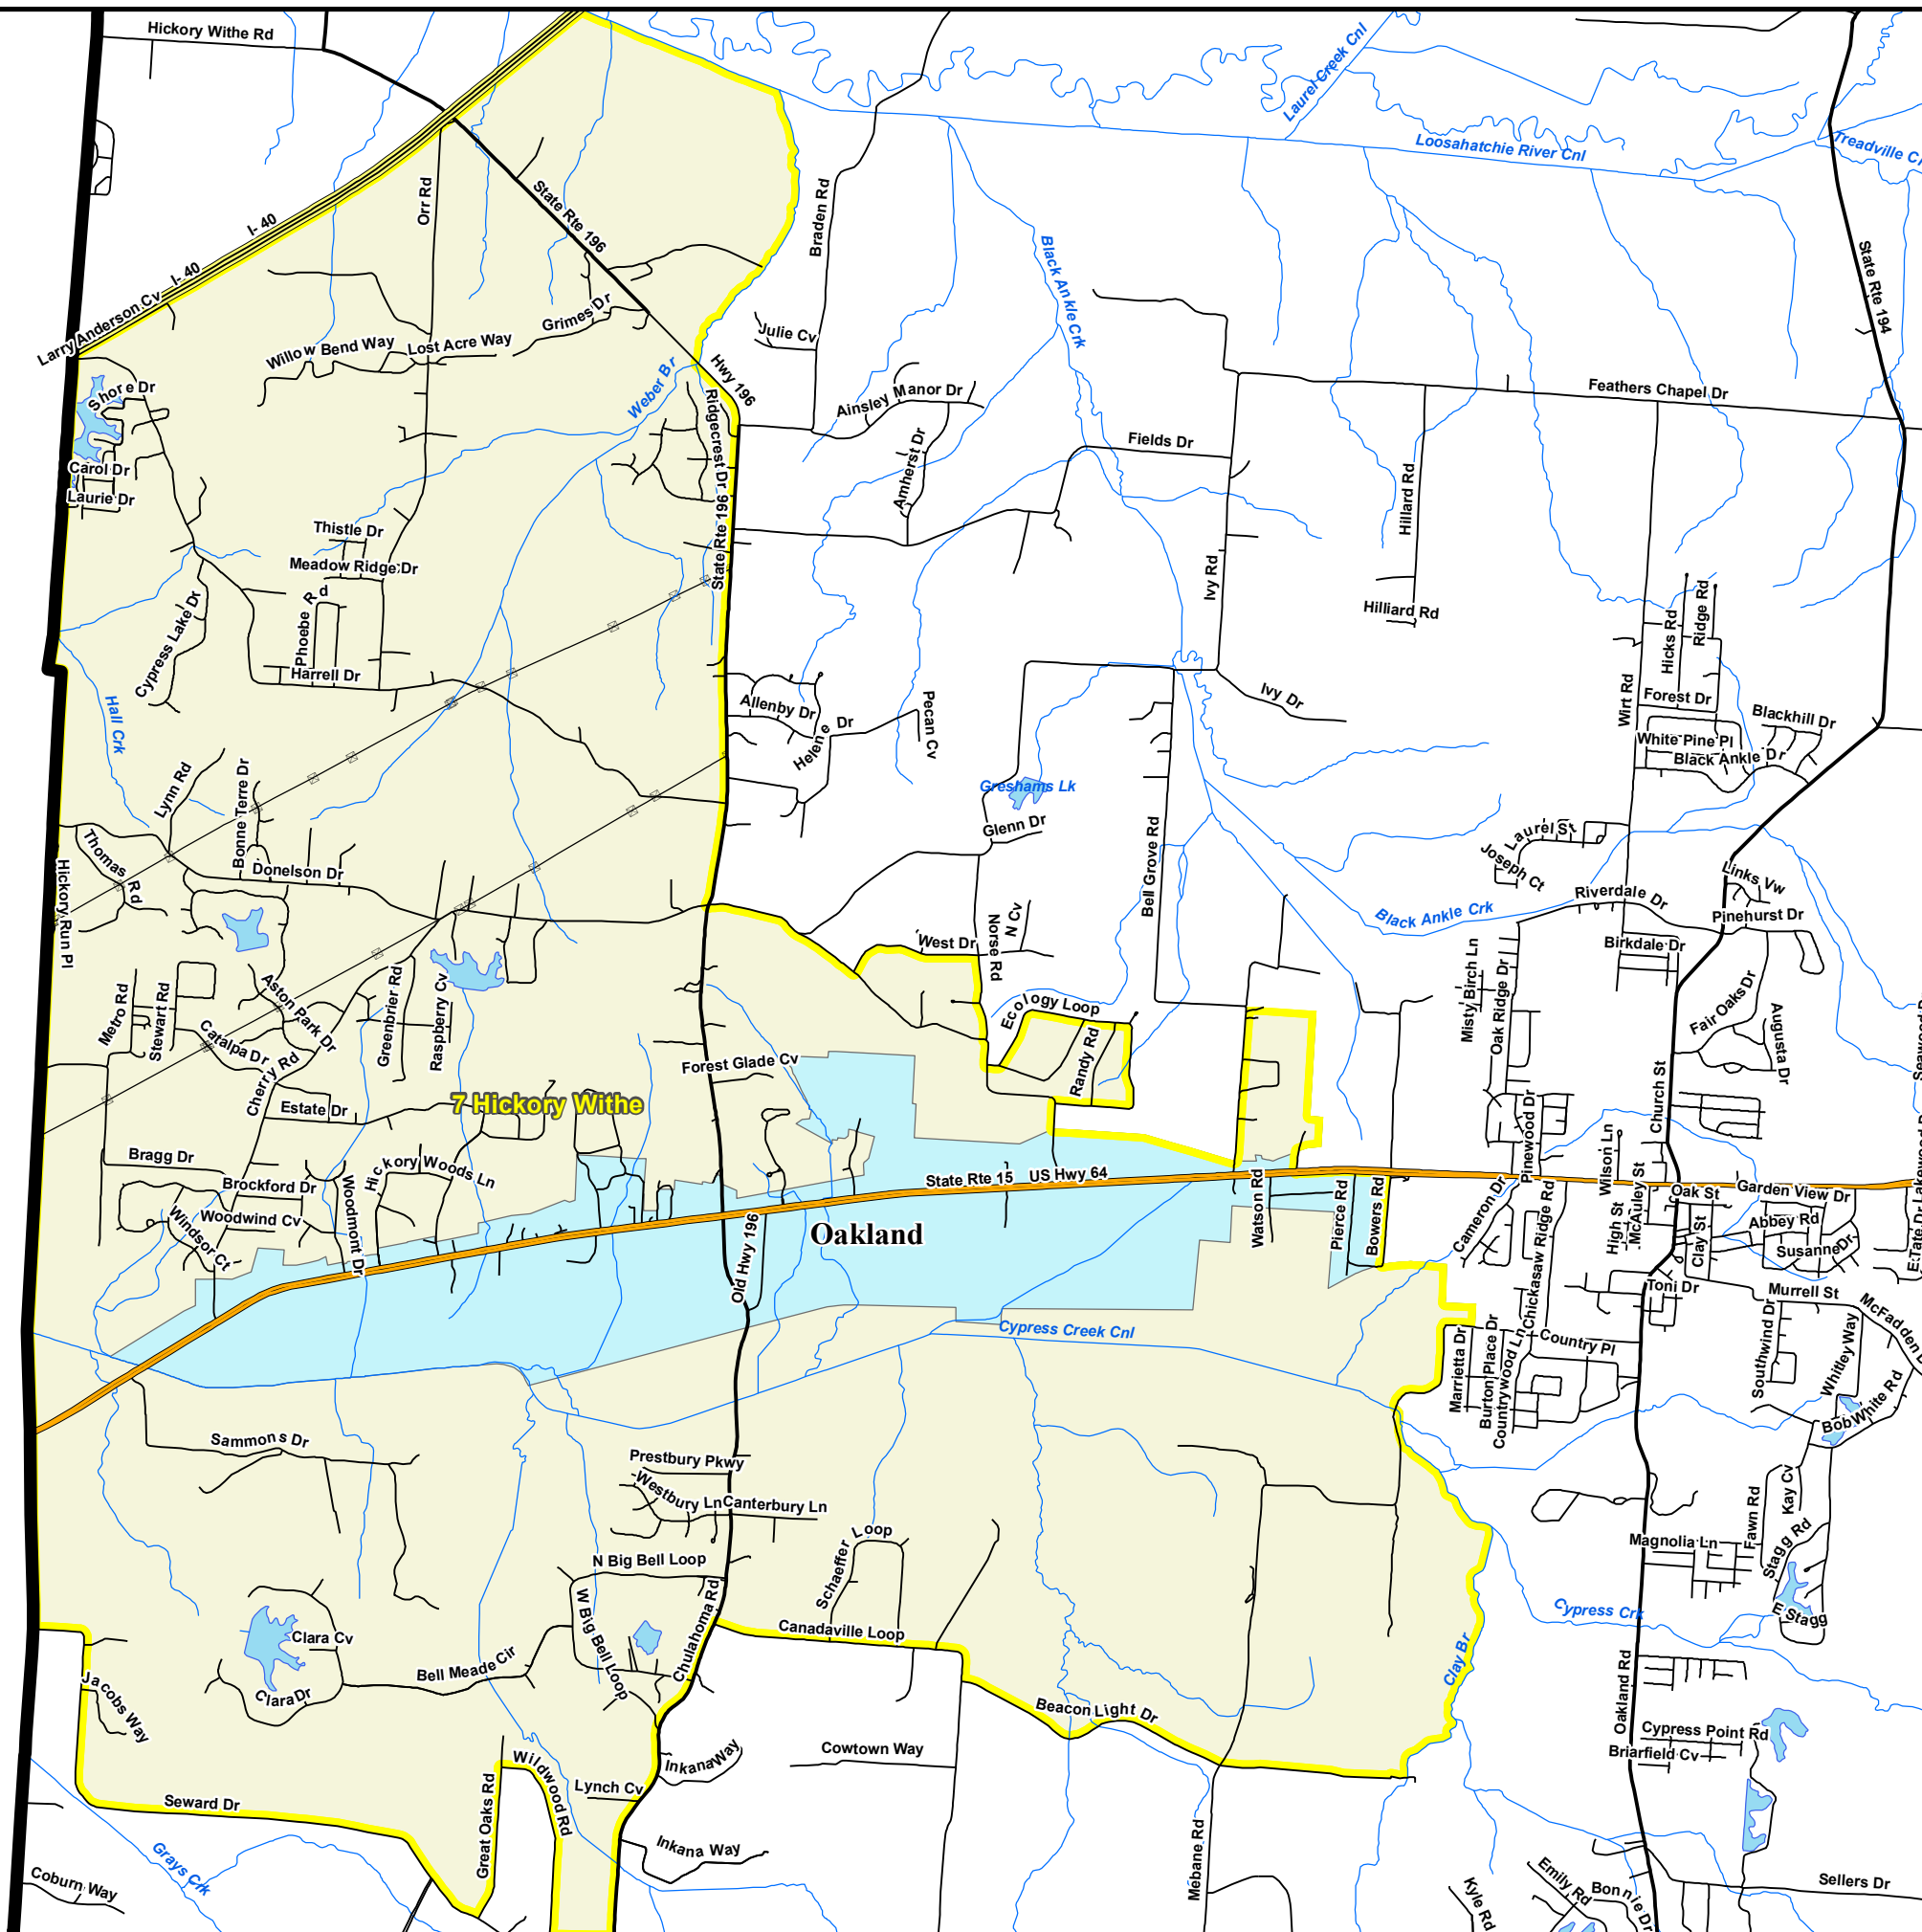 Hickory Withe Rd
Laurel Creek Cnl
Loosahatchie River Cnl
Treadville C
I- 40
I- 40
Larry Anderson Cv
Orr Rd
State Rte 196
Braden Rd
Black Ankle Crk
State Rte 194
Willow Bend Way
Lost Acre Way
Grimes Dr
Julie Cv
Hwy 196
Weber Br
Shore Dr
Ainsley Manor Dr
Feathers Chapel Dr
Ridgecrest Dr
Amherst Dr
Fields Dr
Carol Dr
Laurie Dr
Hillard Rd
Thistle Dr
Meadow Ridge Dr
State Rte 196
Ivy Rd
Phoebe Rd
Cypress Lake Dr
Hilliard Rd
Hicks Rd
Ridge Rd
Harrell Dr
Hall Crk
Allenby Dr
Helene Dr
Pecan Cv
Ivy Dr
Wirt Rd
Forest Dr
Blackhill Dr
White Pine Pl
Black Ankle Dr
Lynn Rd
Bonne Terre Dr
Greshams Lk
Glenn Dr
Laurel St
Joseph Ct
Thomas Rd
Donelson Dr
Bell Grove Rd
Links Vw
Riverdale Dr
Pinehurst Dr
Black Ankle Crk
Hickory Run Pl
West Dr
Norse Rd
N Cv
Birkdale Dr
Misty Birch Ln
Oak Ridge Dr
Fair Oaks Dr
Augusta Dr
Seawood D
Metro Rd
Stewart Rd
Aston Park Dr
Greenbrier Rd
Raspberry Cv
Catalpa Dr
Cherry Rd
Ecology Loop
Randy Rd
Forest Glade Cv
7 Hickory Withe
Estate Dr
Church St
Pinewood Dr
Wilson Ln
Bragg Dr
Hickory Woods Ln
Brockford Dr
Woodmont Dr
Woodwind Cv
Windsor Ct
State Rte 15
US Hwy 64
Oakland
Old Hwy 196
Watson Rd
Pierce Rd
Bowers Rd
Cameron Dr
Chickasaw Ridge Rd
High St
McAuley St
Oak St
Clay St
Garden View Dr
Abbey Rd
Susanne Dr
Lakewood D
E Tate Dr
Toni Dr
Murrell St
McFadden D
Cypress Creek Cnl
Marrietta Dr
Burton Place Dr
Countrywood Ln
Country Pl
Southwind Dr
Whitley Way
Bob White Rd
Sammons Dr
Prestbury Pkwy
Westbury Ln
Canterbury Ln
Kay Cv
Fawn Rd
Stagg Rd
Magnolia Ln
N Big Bell Loop
Schaeffer Loop
W Big Bell Loop
Chulahoma Rd
Cypress Crk
E Stagg
Clara Cv
Canadaville Loop
Bell Meade Cir
Clara Dr
Jacobs Way
Clay Br
Oakland Rd
Beacon Light Dr
Cypress Point Rd
Briarfield Cv
Cowtown Way
Inkana Way
Wildwood Rd
Lynch Cv
Great Oaks Rd
Seward Dr
Inkana Way
Mebane Rd
Grays Crk
Coburn Way
Kyle Rd
Emily Rd
Bonnie Dr
Sellers Dr